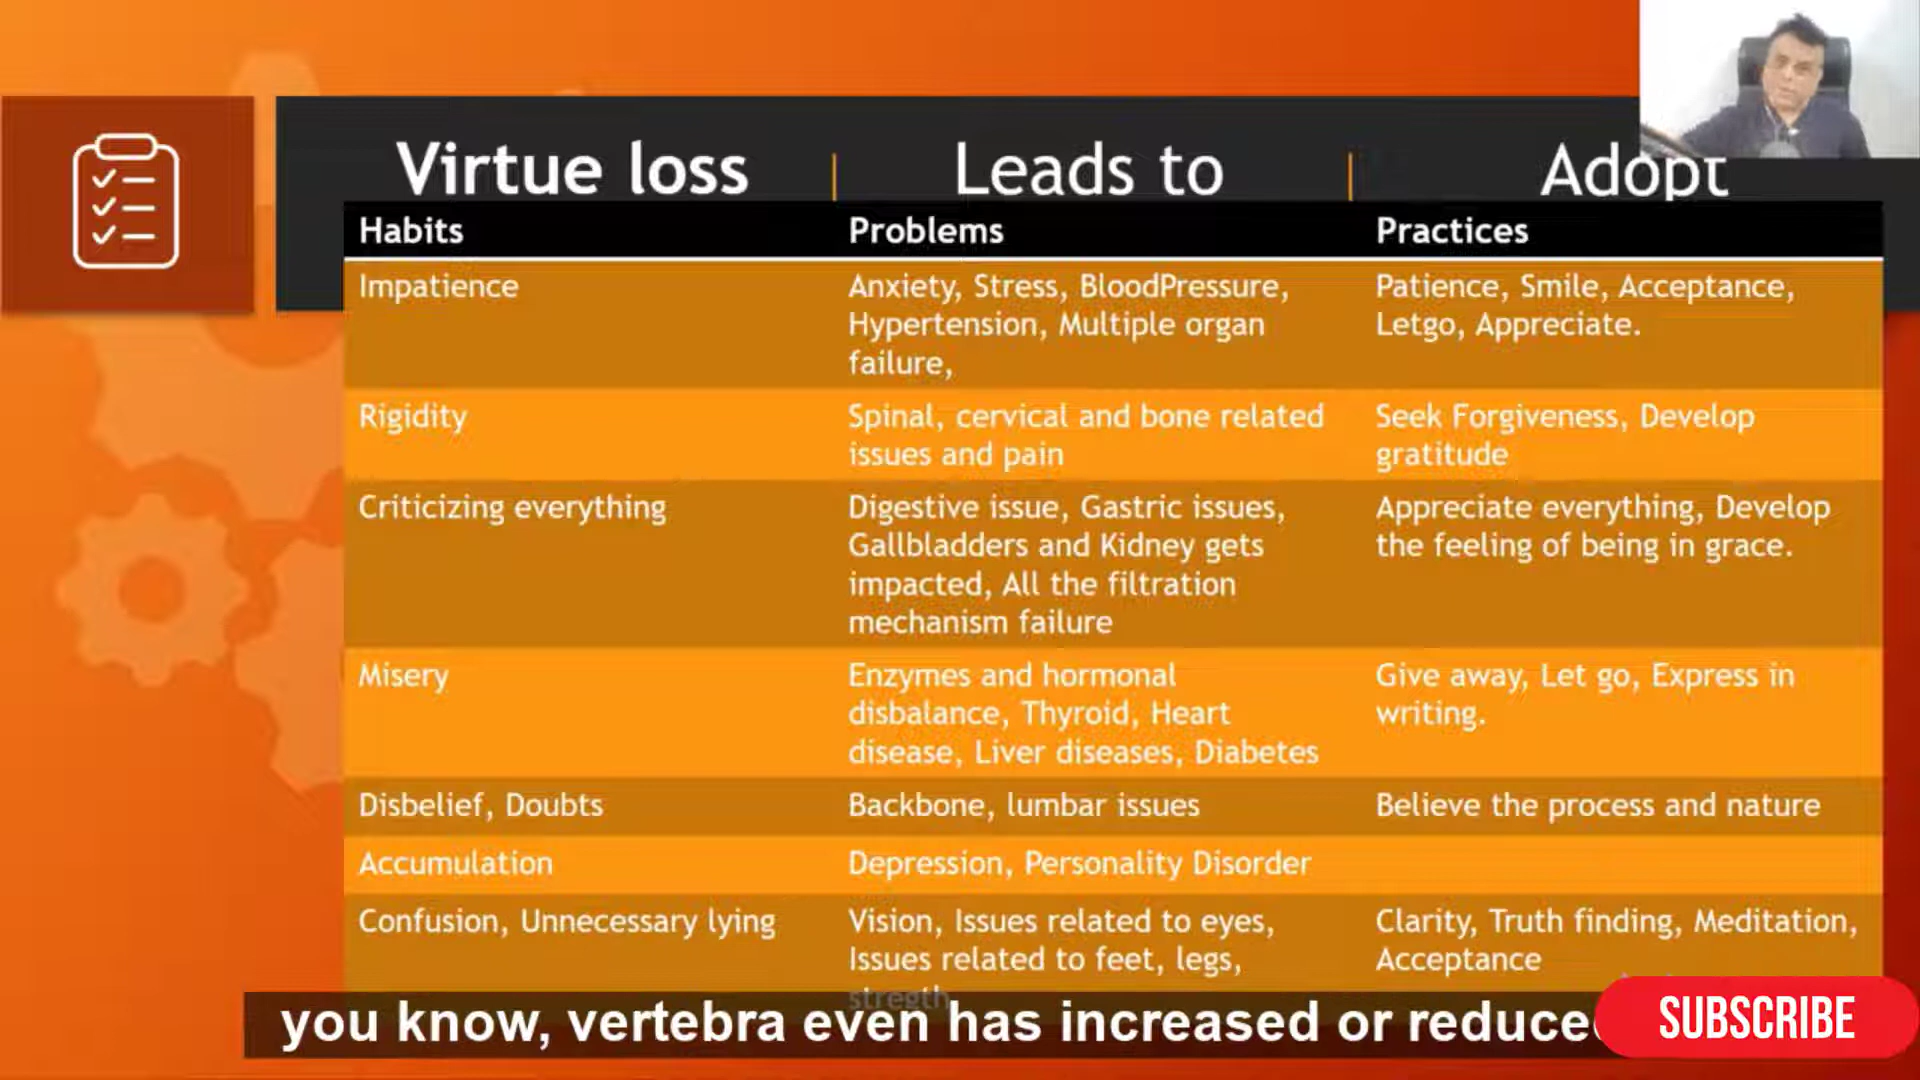 Virtue loss
Leads to
Adopt
Habits
Problems
Practices
Impatience
Anxiety, Stress, BloodPressure,
Hypertension, Multiple organ
failure,
Patience, Smile, Acceptance,
Letgo, Appreciate.
Rigidity
Spinal, cervical and bone related
issues and pain
Seek Forgiveness, Develop
gratitude
Criticizing everything
Digestive issue, Gastric issues,
Gallbladders and Kidney gets
impacted, All the filtration
mechanism failure
Appreciate everything, Develop
the feeling of being in grace.
Misery
Enzymes and hormonal
disbalance, Thyroid, Heart
disease, Liver diseases, Diabetes
Give away, Let go, Express in
writing.
Disbelief, Doubts
Backbone, lumbar issues
Believe the process and nature
Accumulation
Depression, Personality Disorder
Confusion, Unnecessary lying
Vision, Issues related to eyes,
Issues related to feet, legs,
stregth
Clarity, Truth finding, Meditation,
Acceptance
you know, vertebra even has increased or reduced
SUBSCRIBE